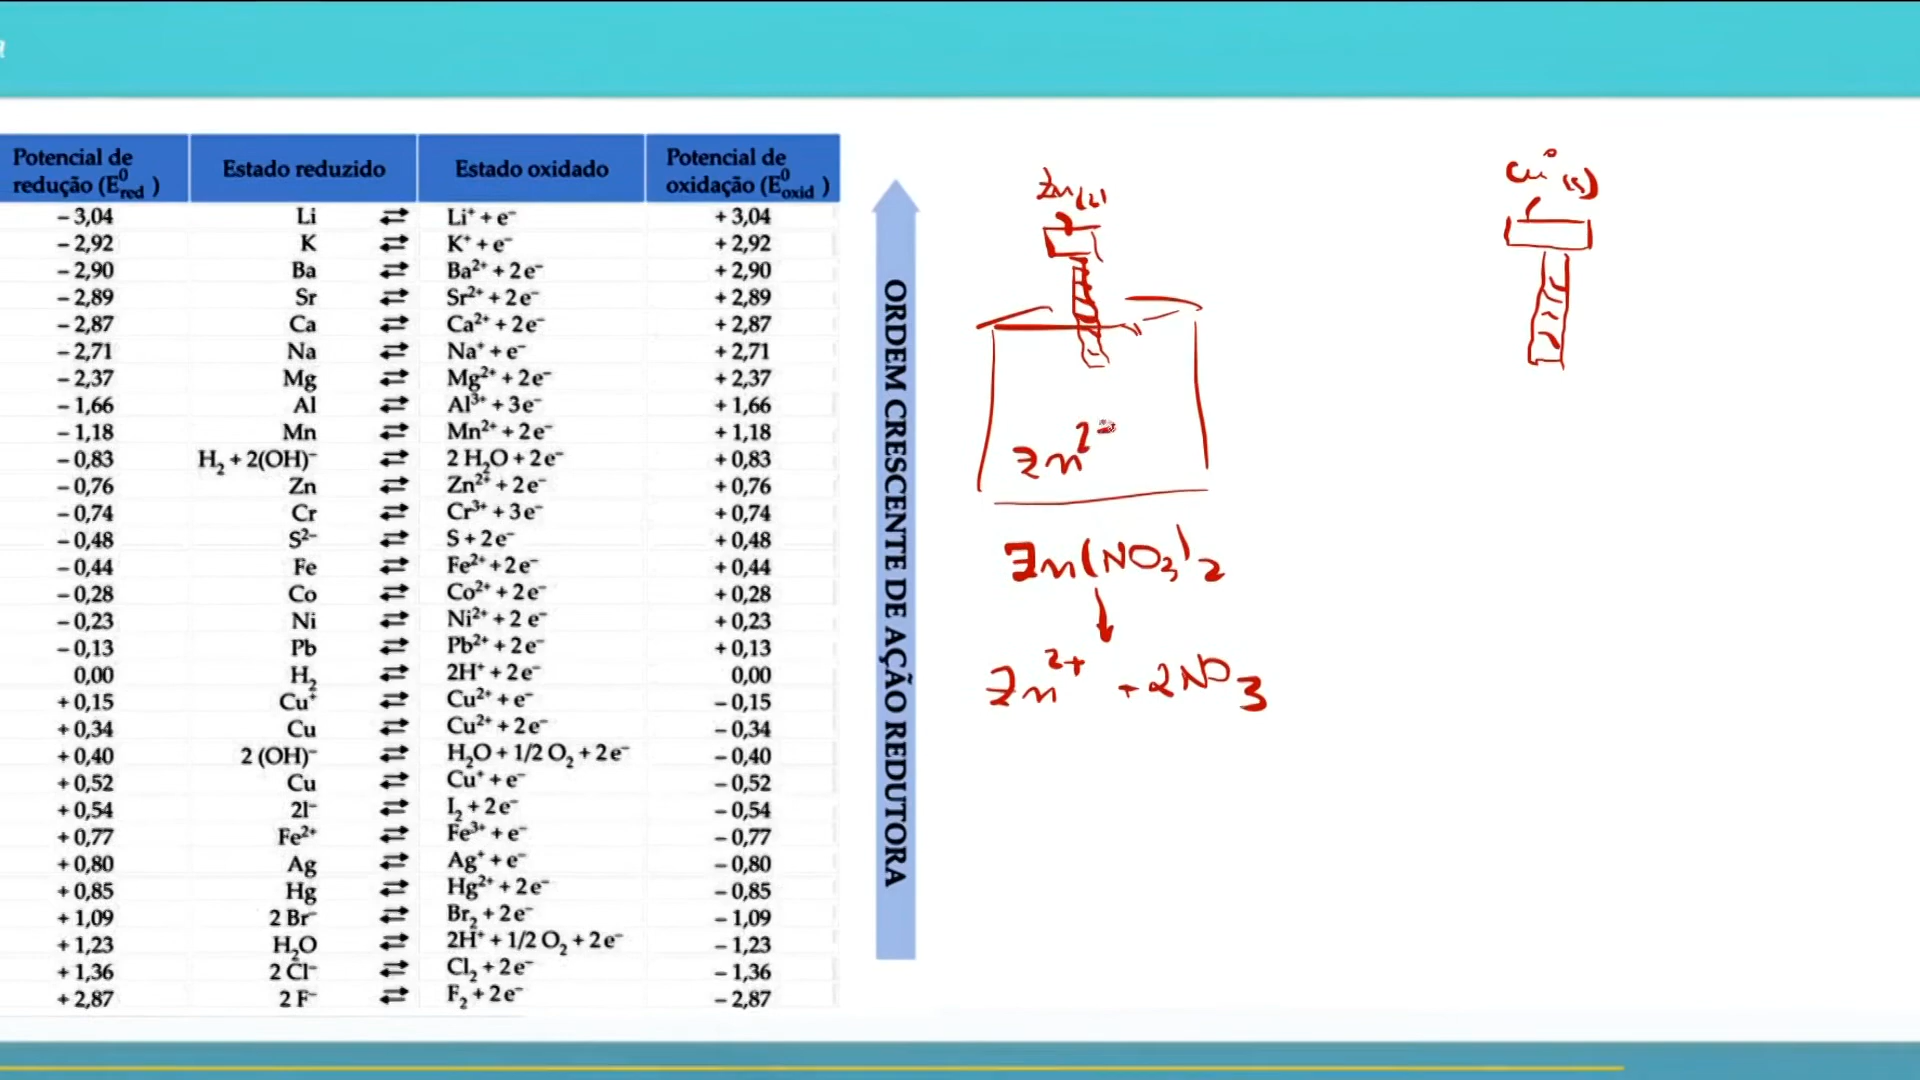 Potencial de redução (E⁰red) Estado reduzido Estado oxidado Potencial de oxidação (E⁰oxid)
– 3,04 Li ⇄ Li⁺ + e⁻ + 3,04
– 2,92 K ⇄ K⁺ + e⁻ + 2,92
– 2,90 Ba ⇄ Ba²⁺ + 2e⁻ + 2,90
– 2,89 Sr ⇄ Sr²⁺ + 2e⁻ + 2,89
– 2,87 Ca ⇄ Ca²⁺ + 2e⁻ + 2,87
– 2,71 Na ⇄ Na⁺ + e⁻ + 2,71
– 2,37 Mg ⇄ Mg²⁺ + 2e⁻ + 2,37
– 1,66 Al ⇄ Al³⁺ + 3e⁻ + 1,66
– 1,18 Mn ⇄ Mn²⁺ + 2e⁻ + 1,18
– 0,83 H₂ + 2(OH)⁻ ⇄ 2 H₂O + 2e⁻ + 0,83
– 0,76 Zn ⇄ Zn²⁺ + 2e⁻ + 0,76
– 0,74 Cr ⇄ Cr³⁺ + 3e⁻ + 0,74
– 0,48 S²⁻ ⇄ S + 2e⁻ + 0,48
– 0,44 Fe ⇄ Fe²⁺ + 2e⁻ + 0,44
– 0,28 Co ⇄ Co²⁺ + 2e⁻ + 0,28
– 0,23 Ni ⇄ Ni²⁺ + 2 e⁻ + 0,23
– 0,13 Pb ⇄ Pb²⁺ + 2e⁻ + 0,13
0,00 H₂ ⇄ 2H⁺ + 2e⁻ 0,00
+ 0,15 Cu⁺ ⇄ Cu²⁺ + e⁻ – 0,15
+ 0,34 Cu ⇄ Cu²⁺ + 2e⁻ – 0,34
+ 0,40 2 (OH)⁻ ⇄ H₂O + 1/2 O₂ + 2e⁻ – 0,40
+ 0,52 Cu ⇄ Cu⁺ + e⁻ – 0,52
+ 0,54 2I⁻ ⇄ I₂ + 2e⁻ – 0,54
+ 0,77 Fe²⁺ ⇄ Fe³⁺ + e⁻ – 0,77
+ 0,80 Ag ⇄ Ag⁺ + e⁻ – 0,80
+ 0,85 Hg ⇄ Hg²⁺ + 2e⁻ – 0,85
+ 1,09 2 Br⁻ ⇄ Br₂ + 2e⁻ – 1,09
+ 1,23 H₂O ⇄ 2H⁺ + 1/2 O₂ + 2e⁻ – 1,23
+ 1,36 2 Cl⁻ ⇄ Cl₂ + 2e⁻ – 1,36
+ 2,87 2 F⁻ ⇄ F₂ + 2e⁻ – 2,87
ORDEM CRESCENTE DE AÇÃO REDUTORA
Zn(s)
Cu°(s)
Zn²⁻
Zn(NO₃)₂
↓
Zn²⁺ + 2NO₃